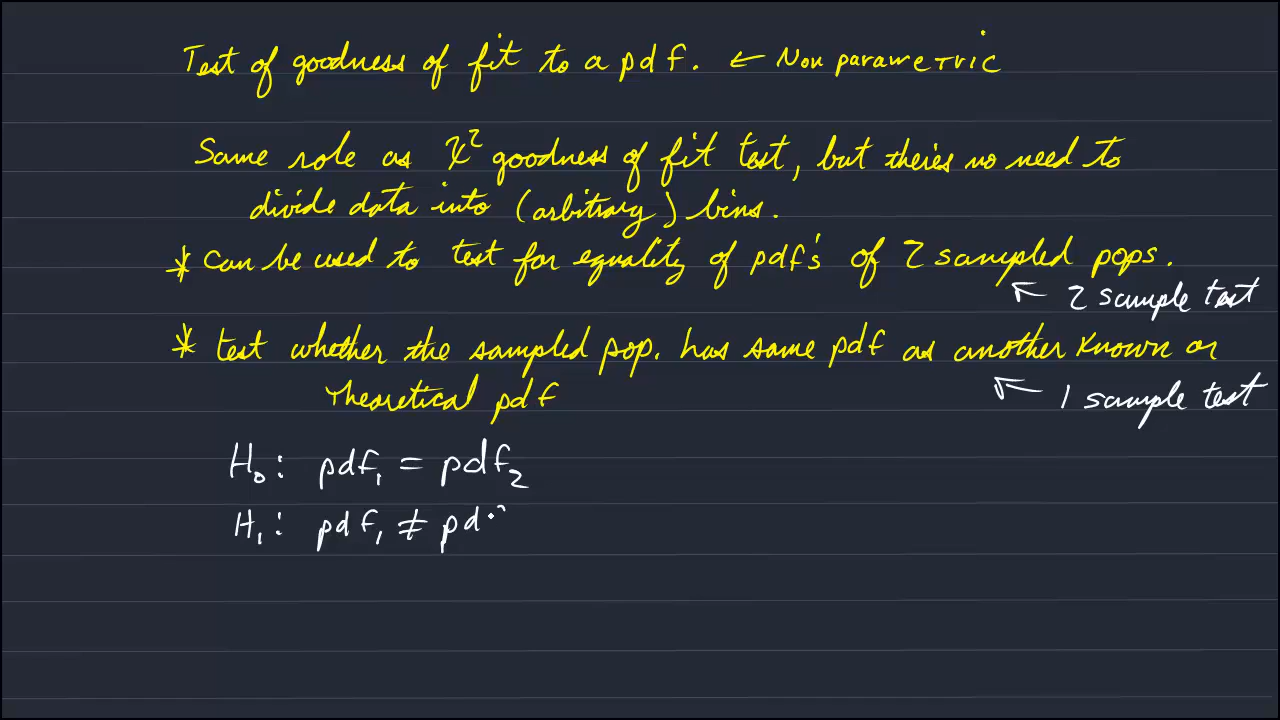 Test of goodness of fit to a pdf. ← Non parametric
Same role as χ² goodness of fit test, but there's no need to
divide data into (arbitrary) bins.
* Can be used to test for equality of pdf's of 2 sampled pops.
↖ 2 sample test
* test whether the sampled pop. has same pdf as another known or
theoretical pdf
↖ 1 sample test
H₀: pdf₁ = pdf₂
H₁: pdf₁ ≠ pd